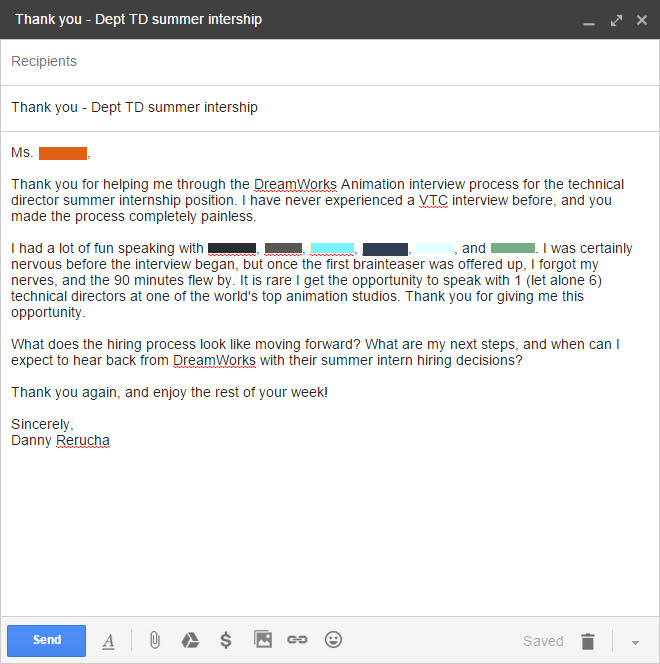 Thank you - Dept TD summer intership
Recipients
Thank you - Dept TD summer intership
Ms. ,
Thank you for helping me through the DreamWorks Animation interview process for the technical
director summer internship position. I have never experienced a VTC interview before, and you
made the process completely painless.
I had a lot of fun speaking with , , , , , and . I was certainly
nervous before the interview began, but once the first brainteaser was offered up, I forgot my
nerves, and the 90 minutes flew by. It is rare I get the opportunity to speak with 1 (let alone 6)
technical directors at one of the world's top animation studios. Thank you for giving me this
opportunity.
What does the hiring process look like moving forward? What are my next steps, and when can I
expect to hear back from DreamWorks with their summer intern hiring decisions?
Thank you again, and enjoy the rest of your week!
Sincerely,
Danny Rerucha
Send A $ Saved